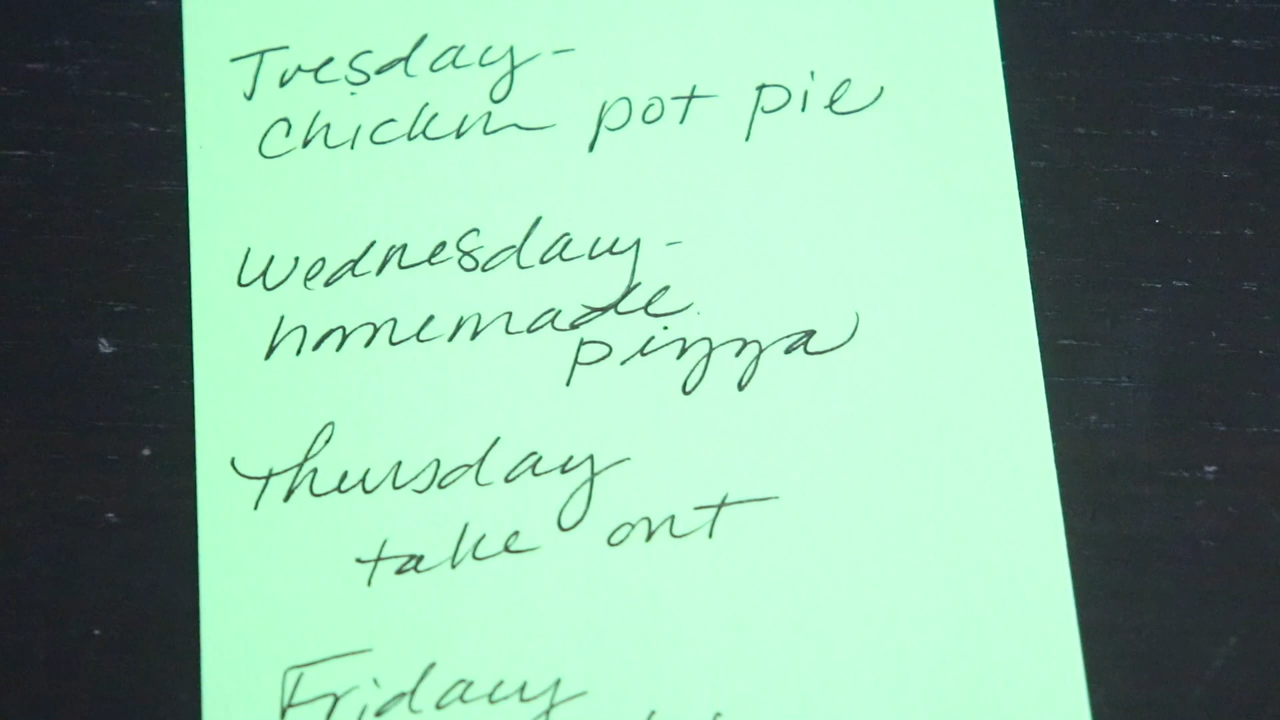 Tuesday-
chicken pot pie
Wednesday-
homemade
pizza
Thursday
take out
Friday